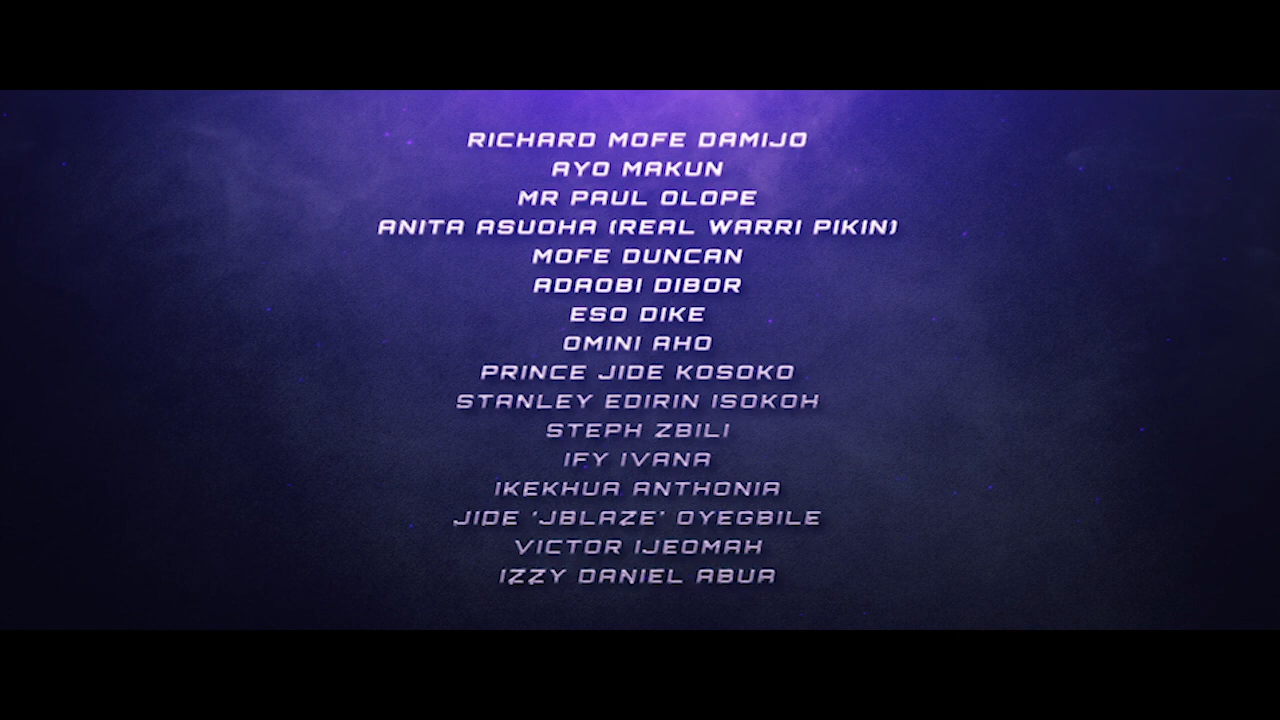 RICHARD MOFE DAMIJO
AYO MAKUN
MR PAUL OLOPE
ANITA ASUOHA (REAL WARRI PIKIN)
MOFE DUNCAN
ADAOBI DIBOR
ESO DIKE
OMINI AHO
PRINCE JIDE KOSOKO
STANLEY EDIRIN ISOKOH
STEPH ZBILI
IFY IVANA
IKEKHUA ANTHONIA
JIDE 'JBLAZE' OYEGBILE
VICTOR IJEOMAH
IZZY DANIEL ABUA